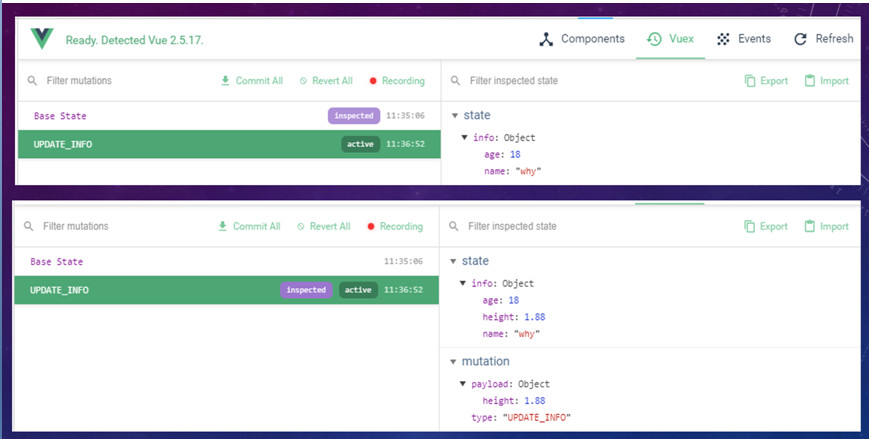 Ready. Detected Vue 2.5.17.
Components Vuex Events Refresh
Filter mutations Commit All Revert All Recording
Filter inspected state Export Import
Base State inspected 11:35:06
UPDATE_INFO active 11:36:52
state
info: Object
age: 18
name: "why"
Filter mutations Commit All Revert All Recording
Filter inspected state Export Import
Base State 11:35:06
UPDATE_INFO inspected active 11:36:52
state
info: Object
age: 18
height: 1.88
name: "why"
mutation
payload: Object
height: 1.88
type: "UPDATE_INFO"